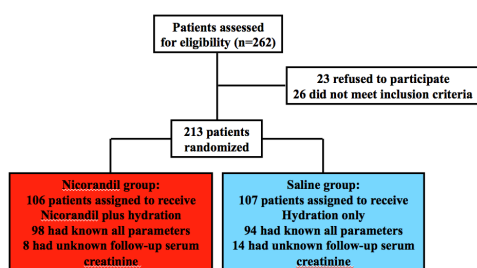 Patients assessed
for eligibility (n=262)
23 refused to participate
26 did not meet inclusion criteria
213 patients
randomized
Nicorandil group:
106 patients assigned to receive
Nicorandil plus hydration
98 had known all parameters
8 had unknown follow-up serum
creatinine
Saline group:
107 patients assigned to receive
Hydration only
94 had known all parameters
14 had unknown follow-up serum
creatinine